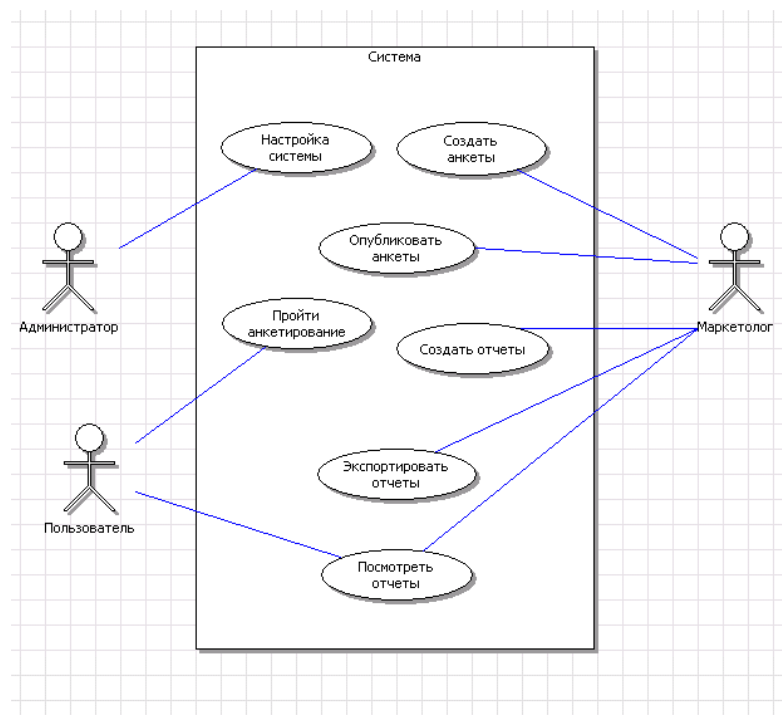 Система
Настройка
системы
Создать
анкеты
Опубликовать
анкеты
Администратор
Маркетолог
Пройти
анкетирование
Создать отчеты
Экспортировать
отчеты
Пользователь
Посмотреть
отчеты